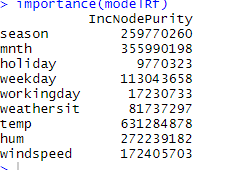 > importance(modelRf)
IncNodePurity
season 259770260
mnth 355990198
holiday 9770323
weekday 113043658
workingday 17230733
weathersit 81737297
temp 631284878
hum 272239182
windspeed 172405703
>